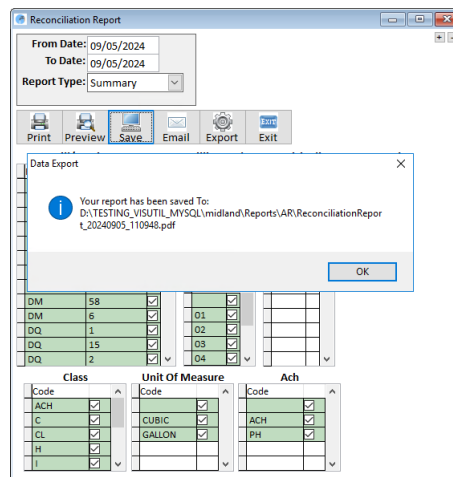 Reconciliation Report
From Date: 09/05/2024
To Date: 09/05/2024
Report Type: Summary
Print Preview Save Email Export Exit
Data Export
Your report has been saved To:
D:\TESTING_VISUTIL_MYSQL\midland\Reports\AR\ReconciliationRepor
t_20240905_110948.pdf
OK
DM 58
DM 6 01
DQ 1 02
DQ 15 03
DQ 2 04
Class Unit Of Measure Ach
Code Code Code
ACH
C CUBIC ACH
CL GALLON PH
H
I